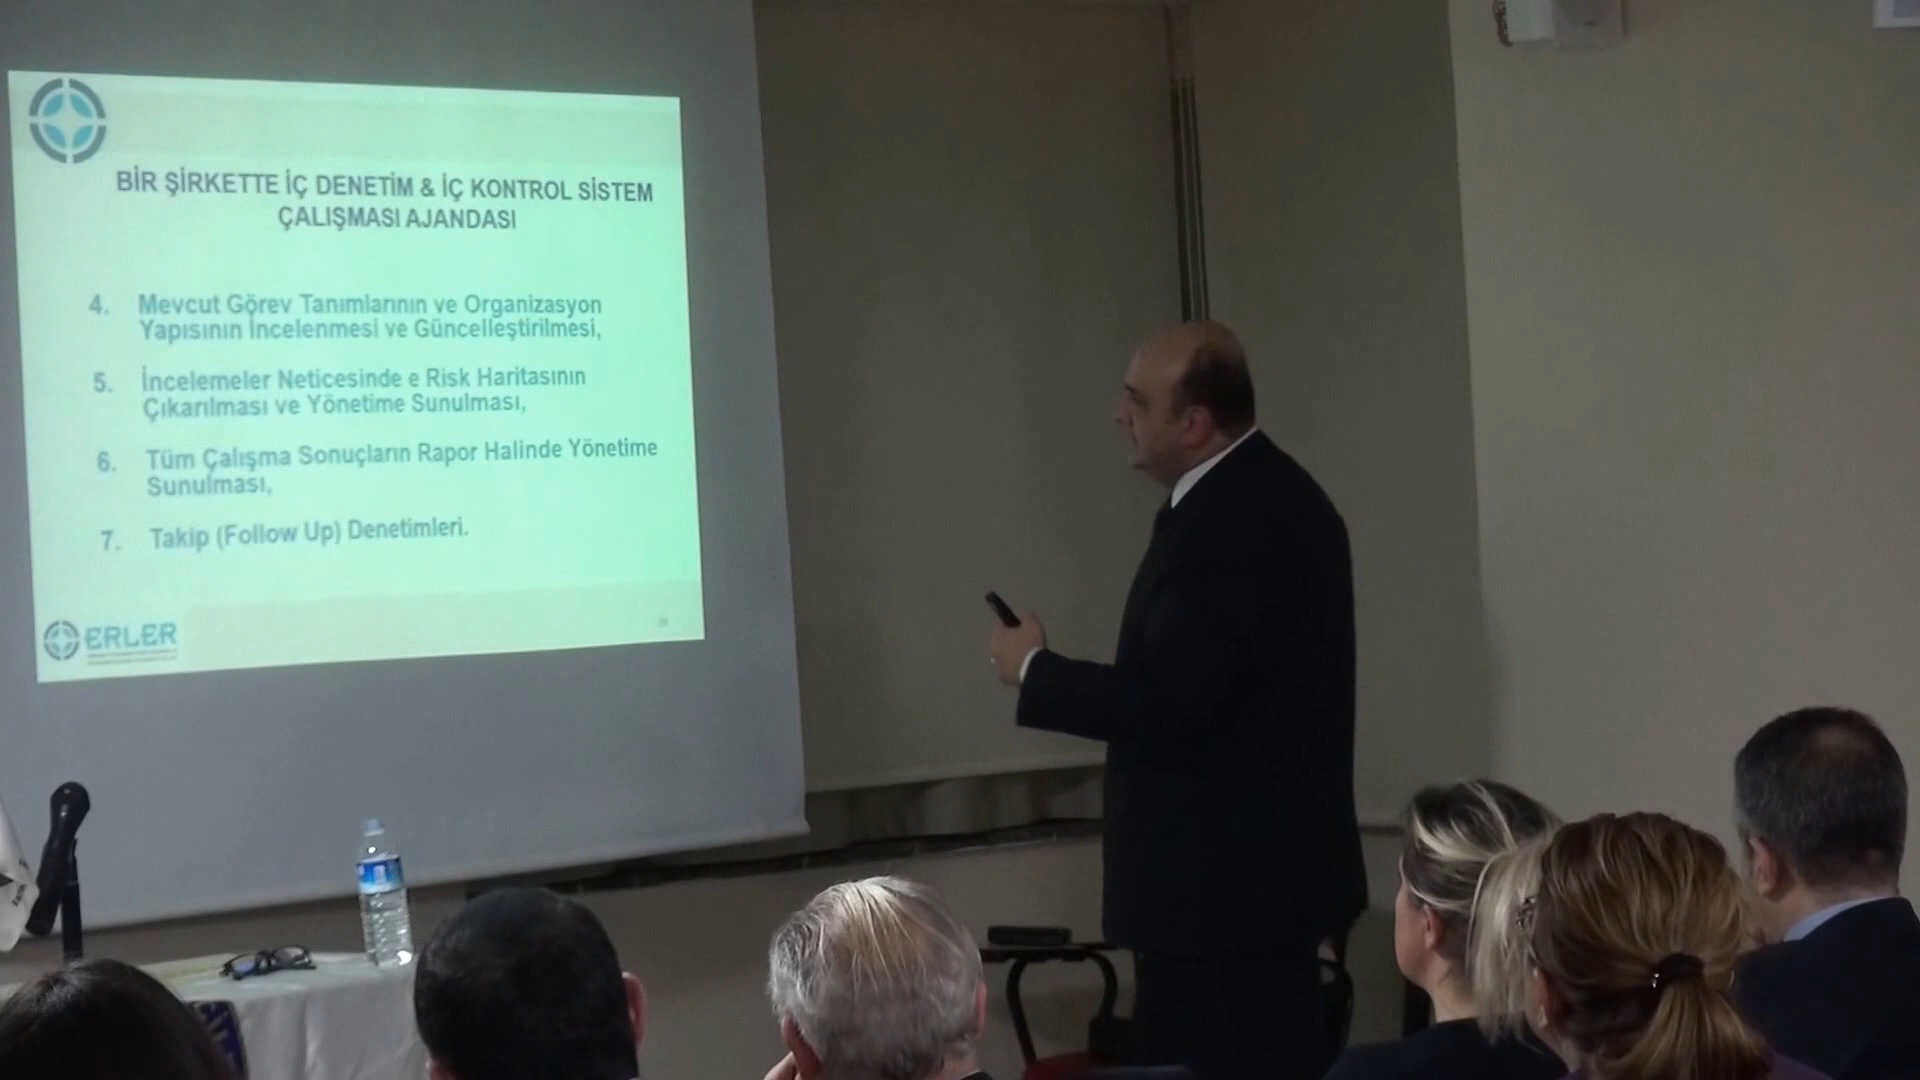 BİR ŞİRKETTE İÇ DENETİM & İÇ KONTROL SİSTEM
ÇALIŞMASI AJANDASI
4. Mevcut Görev Tanımlarının ve Organizasyon
Yapısının İncelenmesi ve Güncelleştirilmesi,
5. İncelemeler Neticesinde e Risk Haritasının
Çıkarılması ve Yönetime Sunulması,
6. Tüm Çalışma Sonuçların Rapor Halinde Yönetime
Sunulması,
7. Takip (Follow Up) Denetimleri.
ERLER